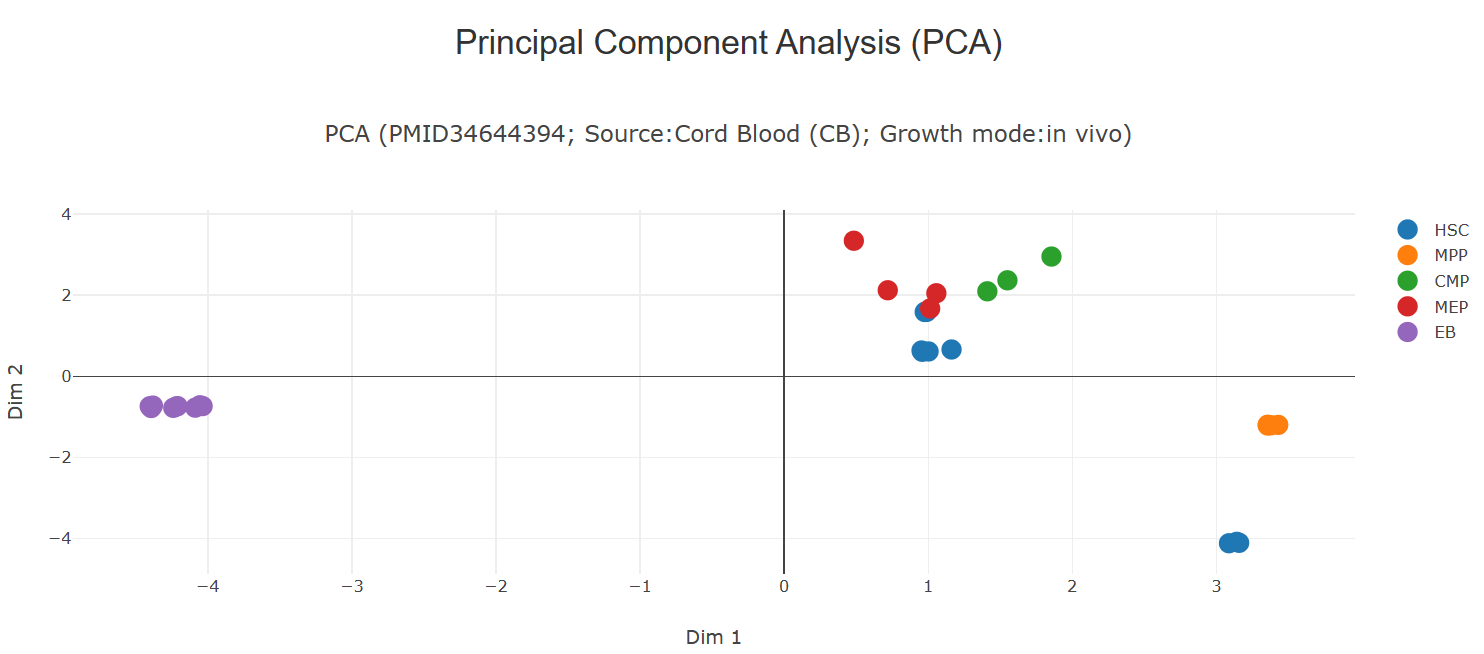 Principal Component Analysis (PCA)
PCA (PMID34644394; Source:Cord Blood (CB); Growth mode:in vivo)
4
2
0
−2
−4
Dim 2
−4
−3
−2
−1
0
1
2
3
Dim 1
HSC
MPP
CMP
MEP
EB